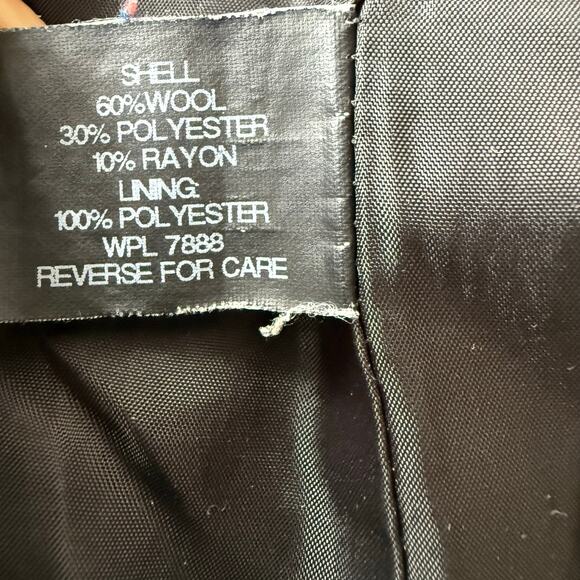 SHELL
60%WOOL
30% POLYESTER
10% RAYON
LINING:
100% POLYESTER
WPL 7888
REVERSE FOR CARE